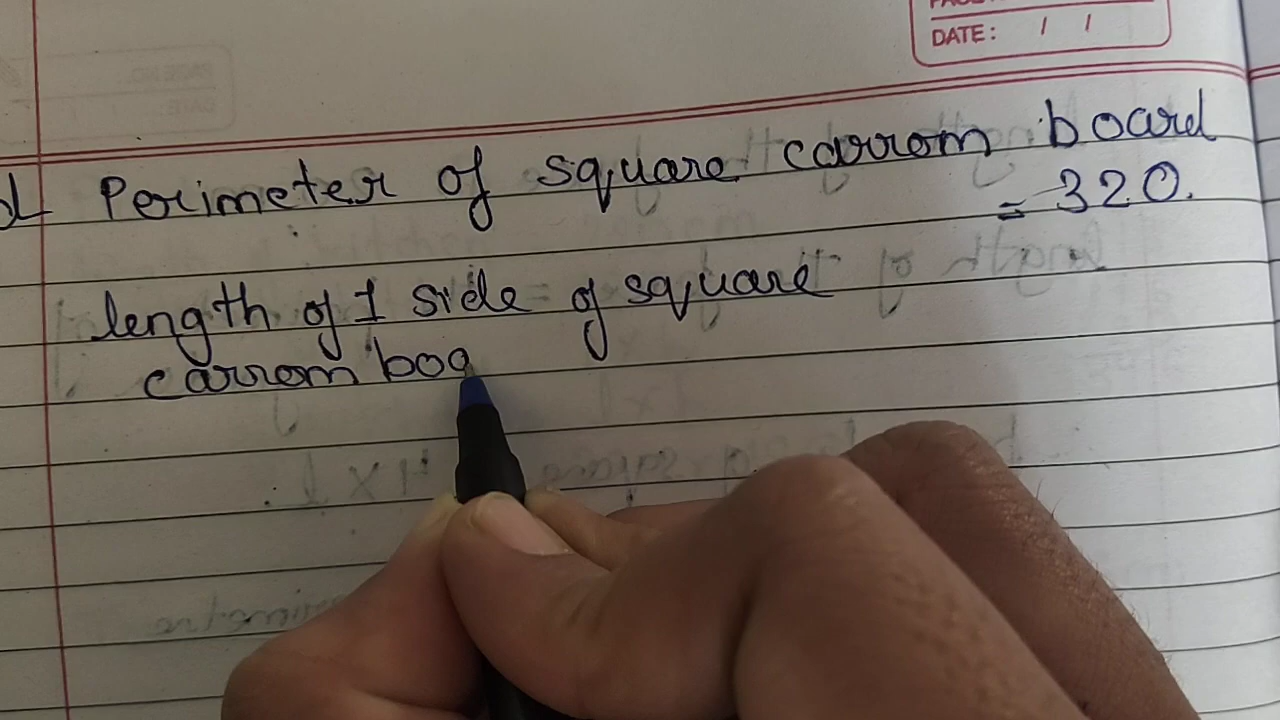 DATE: / /
Perimeter of square carrom board
= 320.
length of 1 side of square
carrom boa